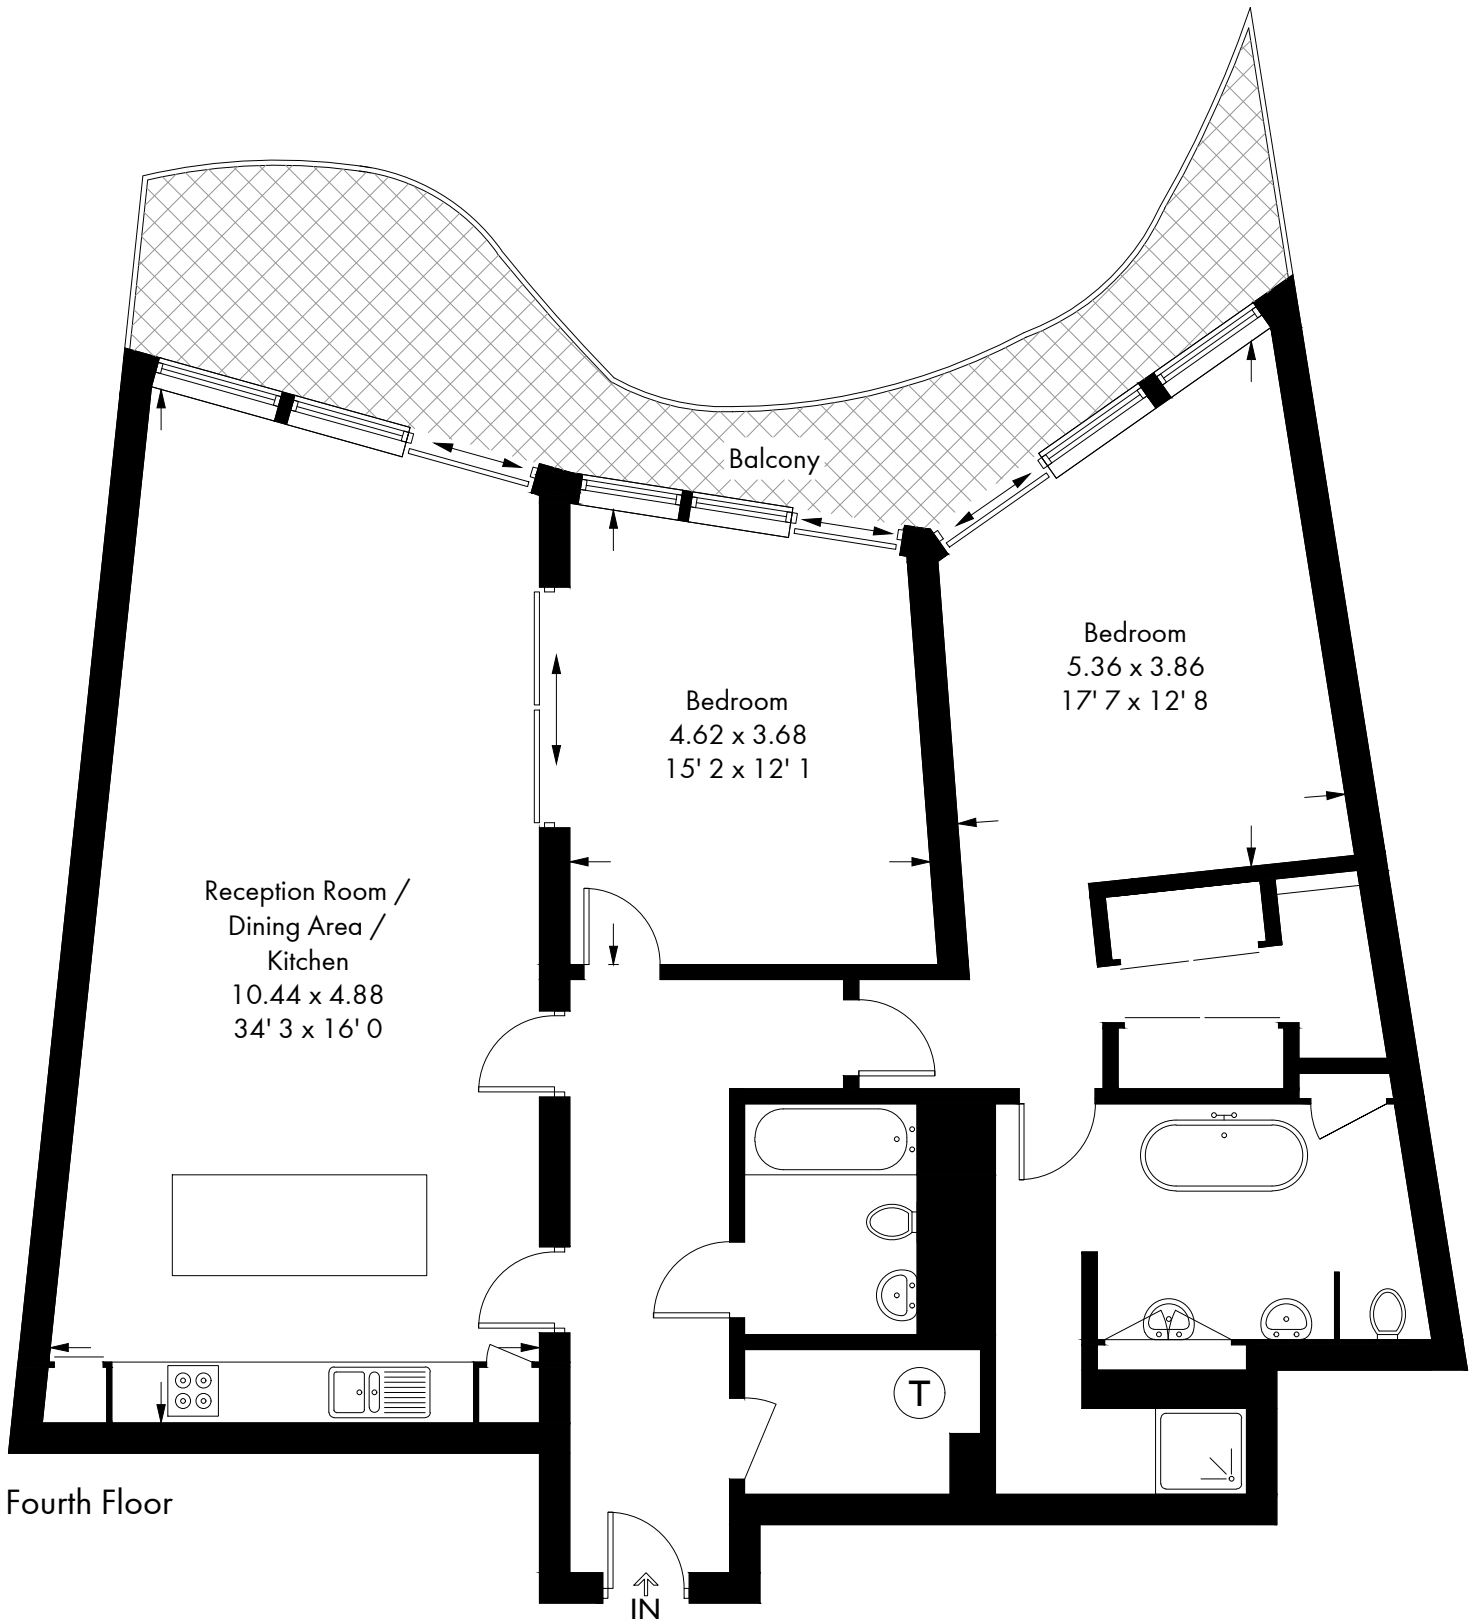 Balcony
Bedroom
5.36 x 3.86
17' 7 x 12' 8
Bedroom
4.62 x 3.68
15' 2 x 12' 1
Reception Room /
Dining Area /
Kitchen
10.44 x 4.88
34' 3 x 16' 0
T
Fourth Floor
IN